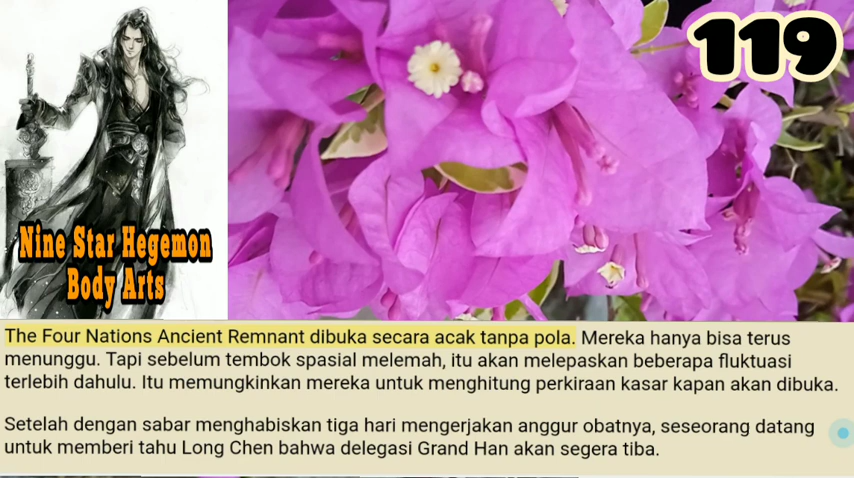 119
Nine Star Hegemon
Body Arts
The Four Nations Ancient Remnant dibuka secara acak tanpa pola. Mereka hanya bisa terus
menunggu. Tapi sebelum tembok spasial melemah, itu akan melepaskan beberapa fluktuasi
terlebih dahulu. Itu memungkinkan mereka untuk menghitung perkiraan kasar kapan akan dibuka.
Setelah dengan sabar menghabiskan tiga hari mengerjakan anggur obatnya, seseorang datang
untuk memberi tahu Long Chen bahwa delegasi Grand Han akan segera tiba.